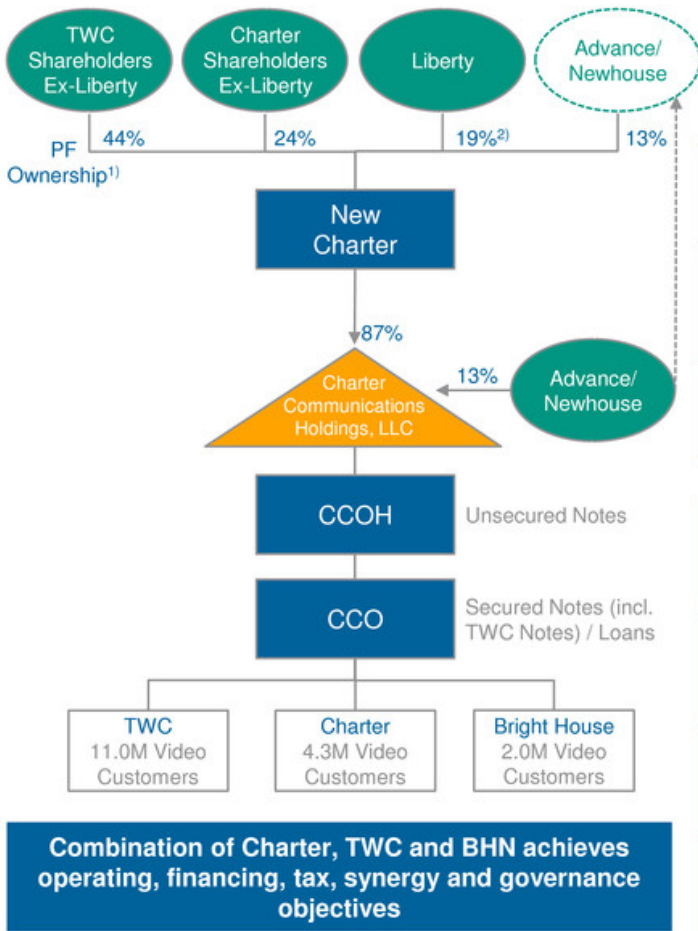 TWC
Shareholders
Ex-Liberty
Charter
Shareholders
Ex-Liberty
Liberty
Advance/
Newhouse
PF
Ownership1)
44%
24%
19%2)
13%
New
Charter
87%
Charter
Communications
Holdings, LLC
13%
Advance/
Newhouse
CCOH
Unsecured Notes
CCO
Secured Notes (incl.
TWC Notes) / Loans
TWC
11.0M Video
Customers
Charter
4.3M Video
Customers
Bright House
2.0M Video
Customers
Combination of Charter, TWC and BHN achieves
operating, financing, tax, synergy and governance
objectives